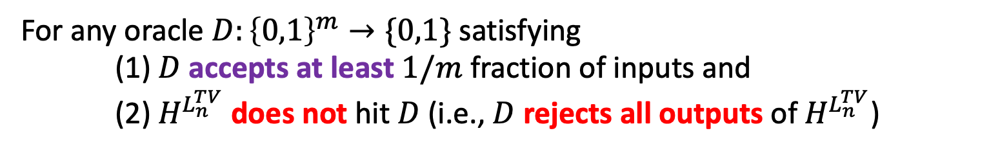 For any oracle 𝐷: {0,1}^𝑚 → {0,1} satisfying
(1) 𝐷 accepts at least 1/𝑚 fraction of inputs and
(2) 𝐻^{𝐿_𝑛^{𝑇𝑉}} does not hit 𝐷 (i.e., 𝐷 rejects all outputs of 𝐻^{𝐿_𝑛^{𝑇𝑉}})